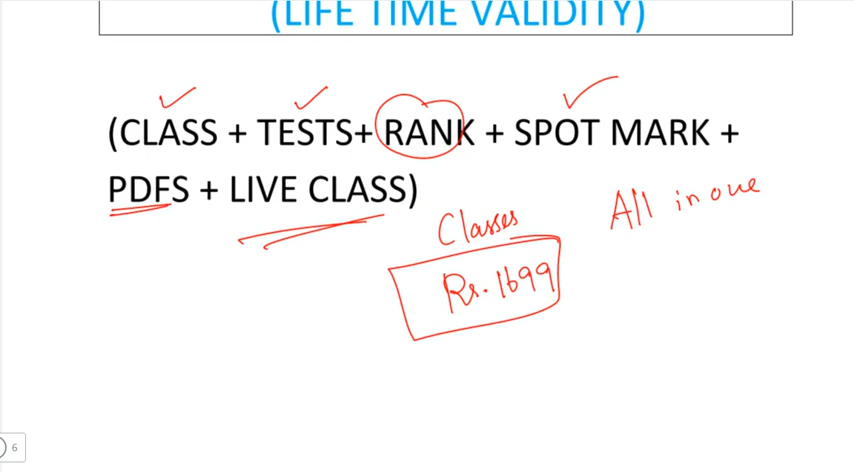 (LIFE TIME VALIDITY)
(CLASS + TESTS+ RANK + SPOT MARK +
PDFS + LIVE CLASS)
All in one
Classes
Rs. 1699
6